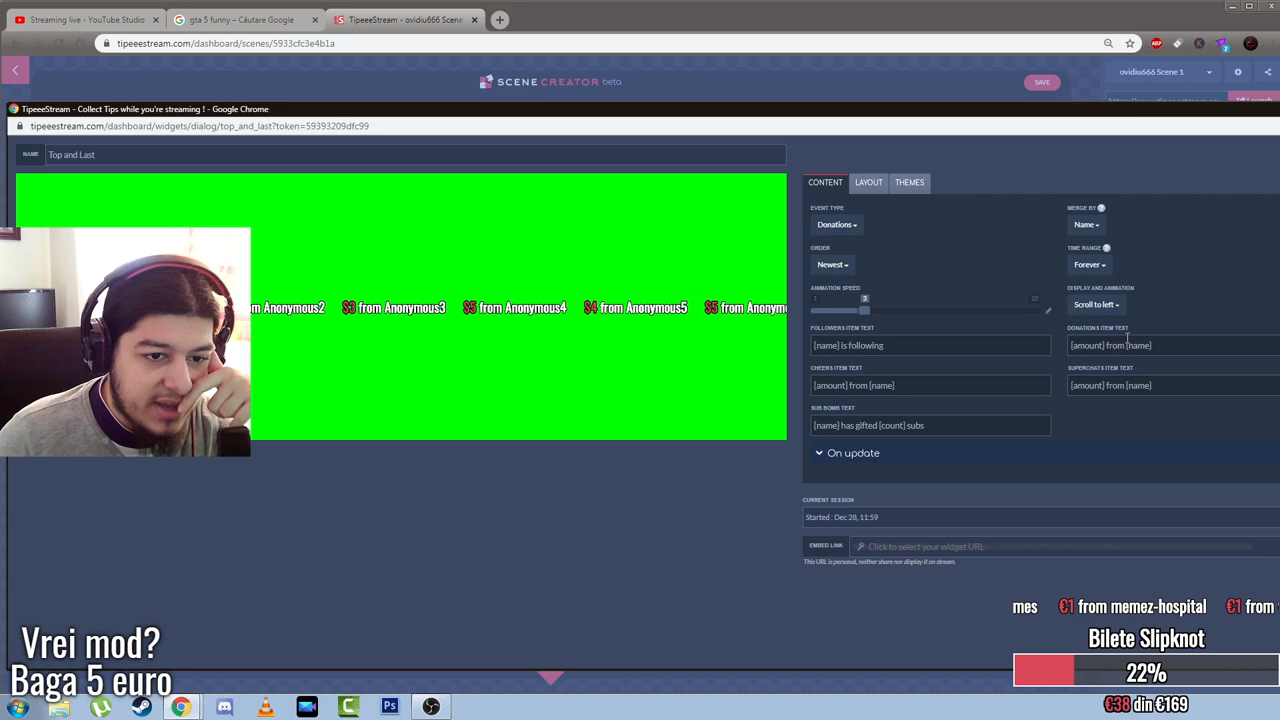 Streaming live - YouTube Studio
gta 5 funny – Căutare Google
TipeeeStream - ovidiu666 Scene
tipeeestream.com/dashboard/scenes/5933cfc3e4b1a
ABP
SCENECREATOR beta
SAVE
ovidiu666 Scene 1
TipeeeStream - Collect Tips while you're streaming ! - Google Chrome
tipeeestream.com/dashboard/widgets/dialog/top_and_last?token=59393209dfc99
NAME
Top and Last
CONTENT
LAYOUT
THEMES
EVENT TYPE
MERGE BY
Donations
Name
ORDER
TIME RANGE
Newest
Forever
ANIMATION SPEED
DISPLAY AND ANIMATION
1
3
10
Scroll to left
m Anonymous2
$3 from Anonymous3
$5 from Anonymous4
$4 from Anonymous5
$5 from Anonym
FOLLOWERS ITEM TEXT
DONATIONS ITEM TEXT
{name} is following
{amount} from {name}
CHEERS ITEM TEXT
SUPERCHATS ITEM TEXT
{amount} from {name}
{amount} from {name}
SUB BOMB TEXT
{name} has gifted {count} subs
On update
CURRENT SESSION
Started : Dec 28, 11:59
EMBED LINK
Click to select your widget URL
This URL is personal, neither share nor display it on stream.
mes
€1 from memez-hospital
€1 from
Bilete Slipknot
22%
€38 din €169
Vrei mod?
Baga 5 euro
Ps